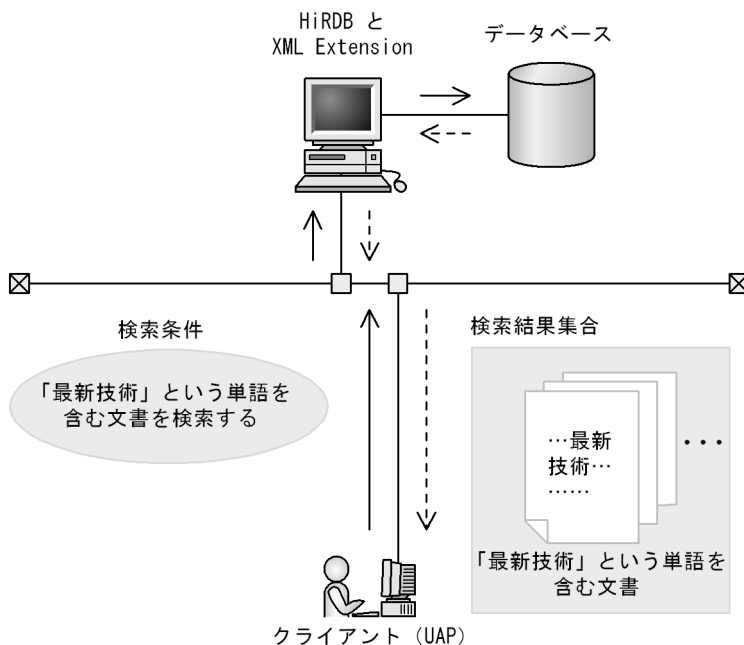 HiRDB と
XML Extension
データベース
検索条件
「最新技術」という単語を
含む文書を検索する
検索結果集合
…最新
技術…
……
・・・
「最新技術」という単語を
含む文書
クライアント（UAP）